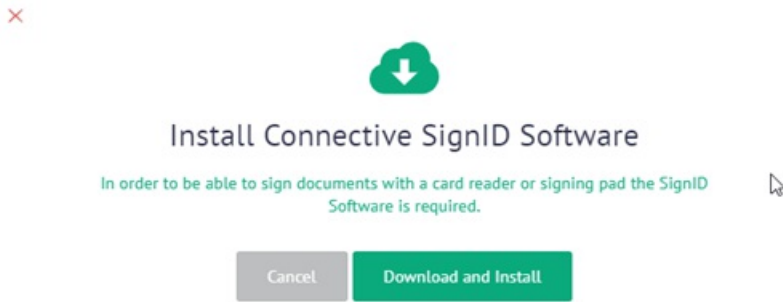 Install Connective SignID Software
In order to be able to sign documents with a card reader or signing pad the SignID
Software is required.
Cancel
Download and Install